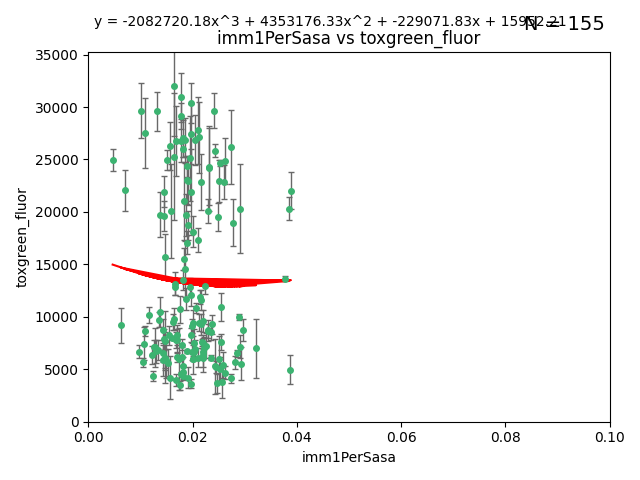 y = -2082720.18x^3 + 4353176.33x^2 + -229071.83x + 15952.21
N = 155
imm1PerSasa vs toxgreen_fluor
35000
30000
25000
20000
15000
10000
5000
0
toxgreen_fluor
0.00 0.02 0.04 0.06 0.08 0.10
imm1PerSasa